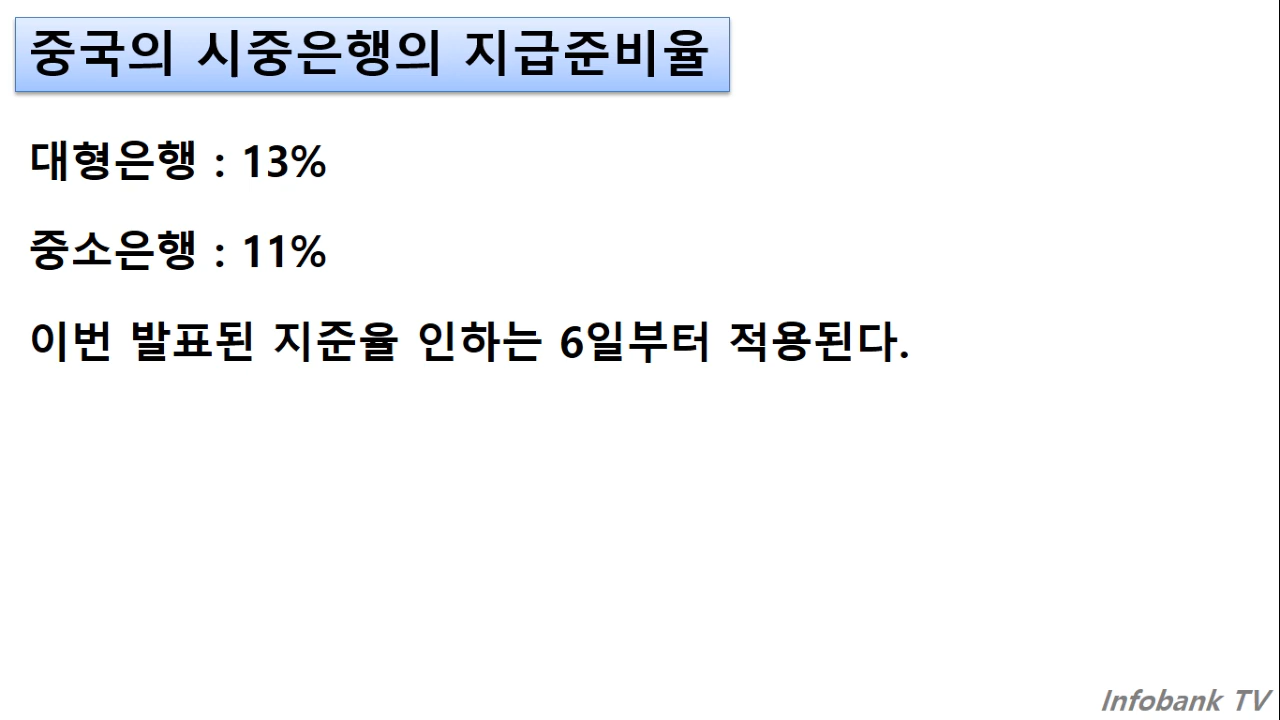 중국의 시중은행의 지급준비율
대형은행 : 13%
중소은행 : 11%
이번 발표된 지준율 인하는 6일부터 적용된다.
Infobank TV